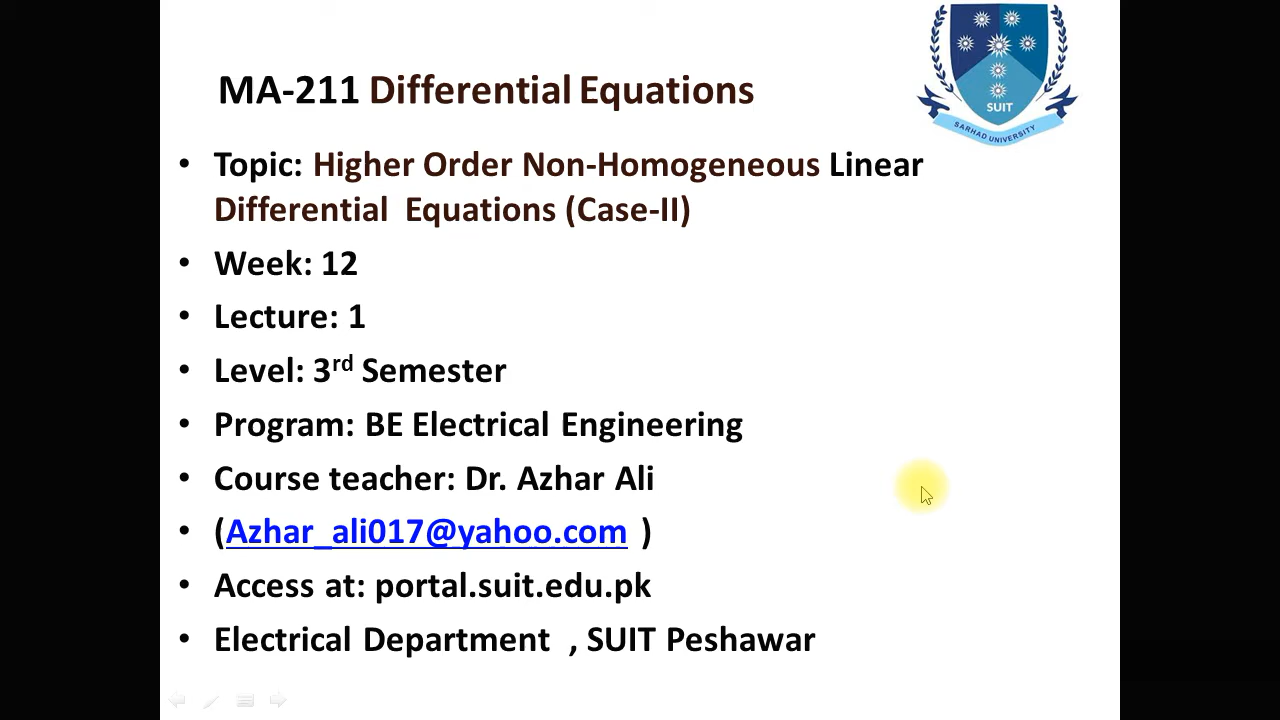 SUIT
SARHAD UNIVERSITY
MA-211 Differential Equations
• Topic: Higher Order Non-Homogeneous Linear
Differential Equations (Case-II)
• Week: 12
• Lecture: 1
• Level: 3rd Semester
• Program: BE Electrical Engineering
• Course teacher: Dr. Azhar Ali
• (Azhar_ali017@yahoo.com )
• Access at: portal.suit.edu.pk
• Electrical Department , SUIT Peshawar